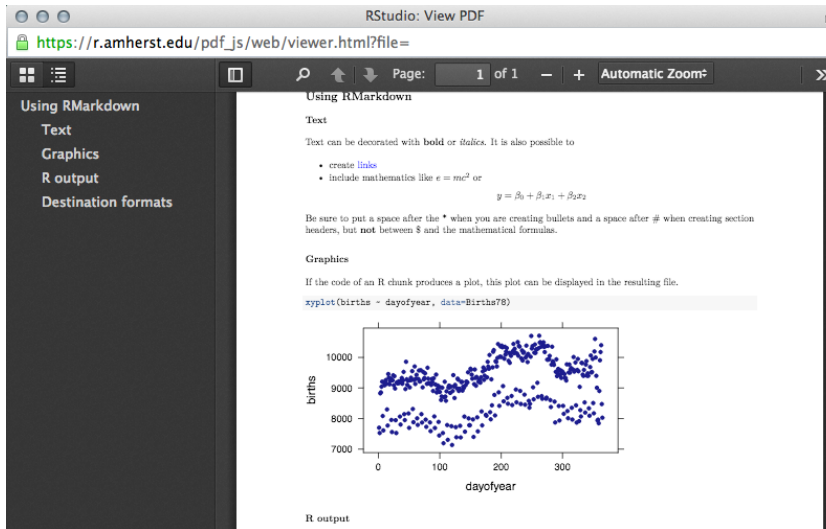 RStudio: View PDF
https://r.amherst.edu/pdf_js/web/viewer.html?file=
Page: 1 of 1 − + Automatic Zoom
Using RMarkdown
Text
Graphics
R output
Destination formats
Using RMarkdown
Text
Text can be decorated with bold or italics. It is also possible to
• create links
• include mathematics like e = mc² or
y = β₀ + β₁x₁ + β₂x₂
Be sure to put a space after the * when you are creating bullets and a space after # when creating section
headers, but not between $ and the mathematical formulas.
Graphics
If the code of an R chunk produces a plot, this plot can be displayed in the resulting file.
xyplot(births ~ dayofyear, data=Births78)
births
10000
9000
8000
7000
0 100 200 300
dayofyear
R output